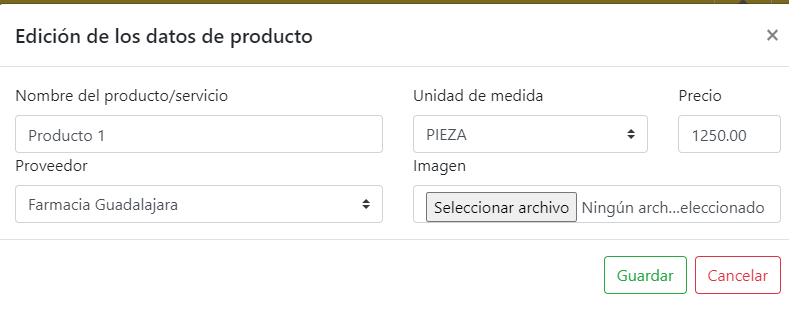 Edición de los datos de producto ×
Nombre del producto/servicio Unidad de medida Precio
Producto 1 PIEZA 1250.00
Proveedor Imagen
Farmacia Guadalajara Seleccionar archivo Ningún arch...eleccionado
Guardar Cancelar